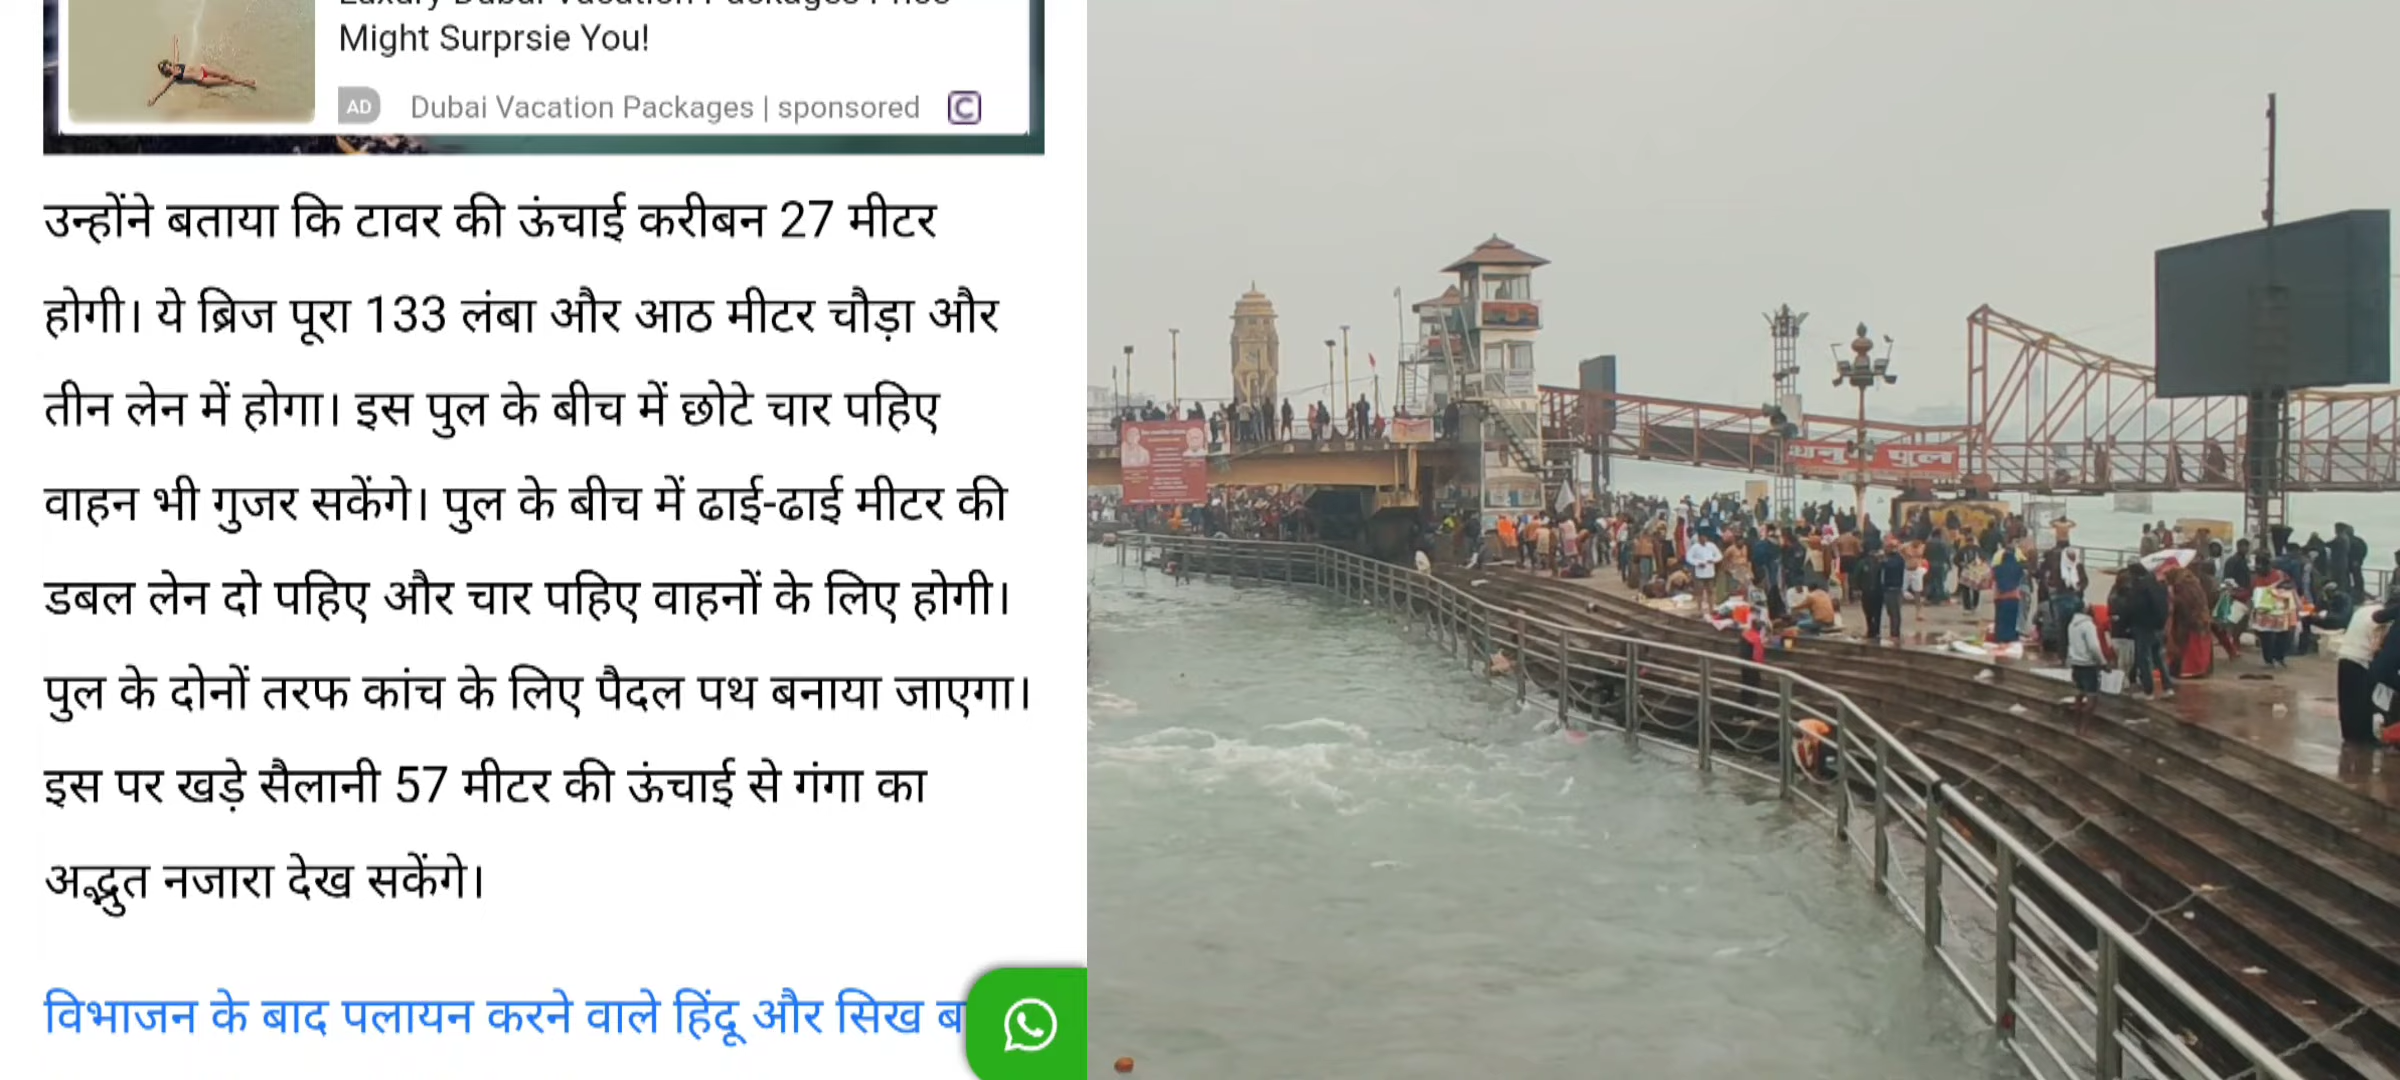 Might Surprsie You!
AD Dubai Vacation Packages | sponsored
उन्होंने बताया कि टावर की ऊंचाई करीबन 27 मीटर
होगी। ये ब्रिज पूरा 133 लंबा और आठ मीटर चौड़ा और
तीन लेन में होगा। इस पुल के बीच में छोटे चार पहिए
वाहन भी गुजर सकेंगे। पुल के बीच में ढाई-ढाई मीटर की
डबल लेन दो पहिए और चार पहिए वाहनों के लिए होगी।
पुल के दोनों तरफ कांच के लिए पैदल पथ बनाया जाएगा।
इस पर खड़े सैलानी 57 मीटर की ऊंचाई से गंगा का
अद्भुत नजारा देख सकेंगे।
विभाजन के बाद पलायन करने वाले हिंदू और सिख
पुल